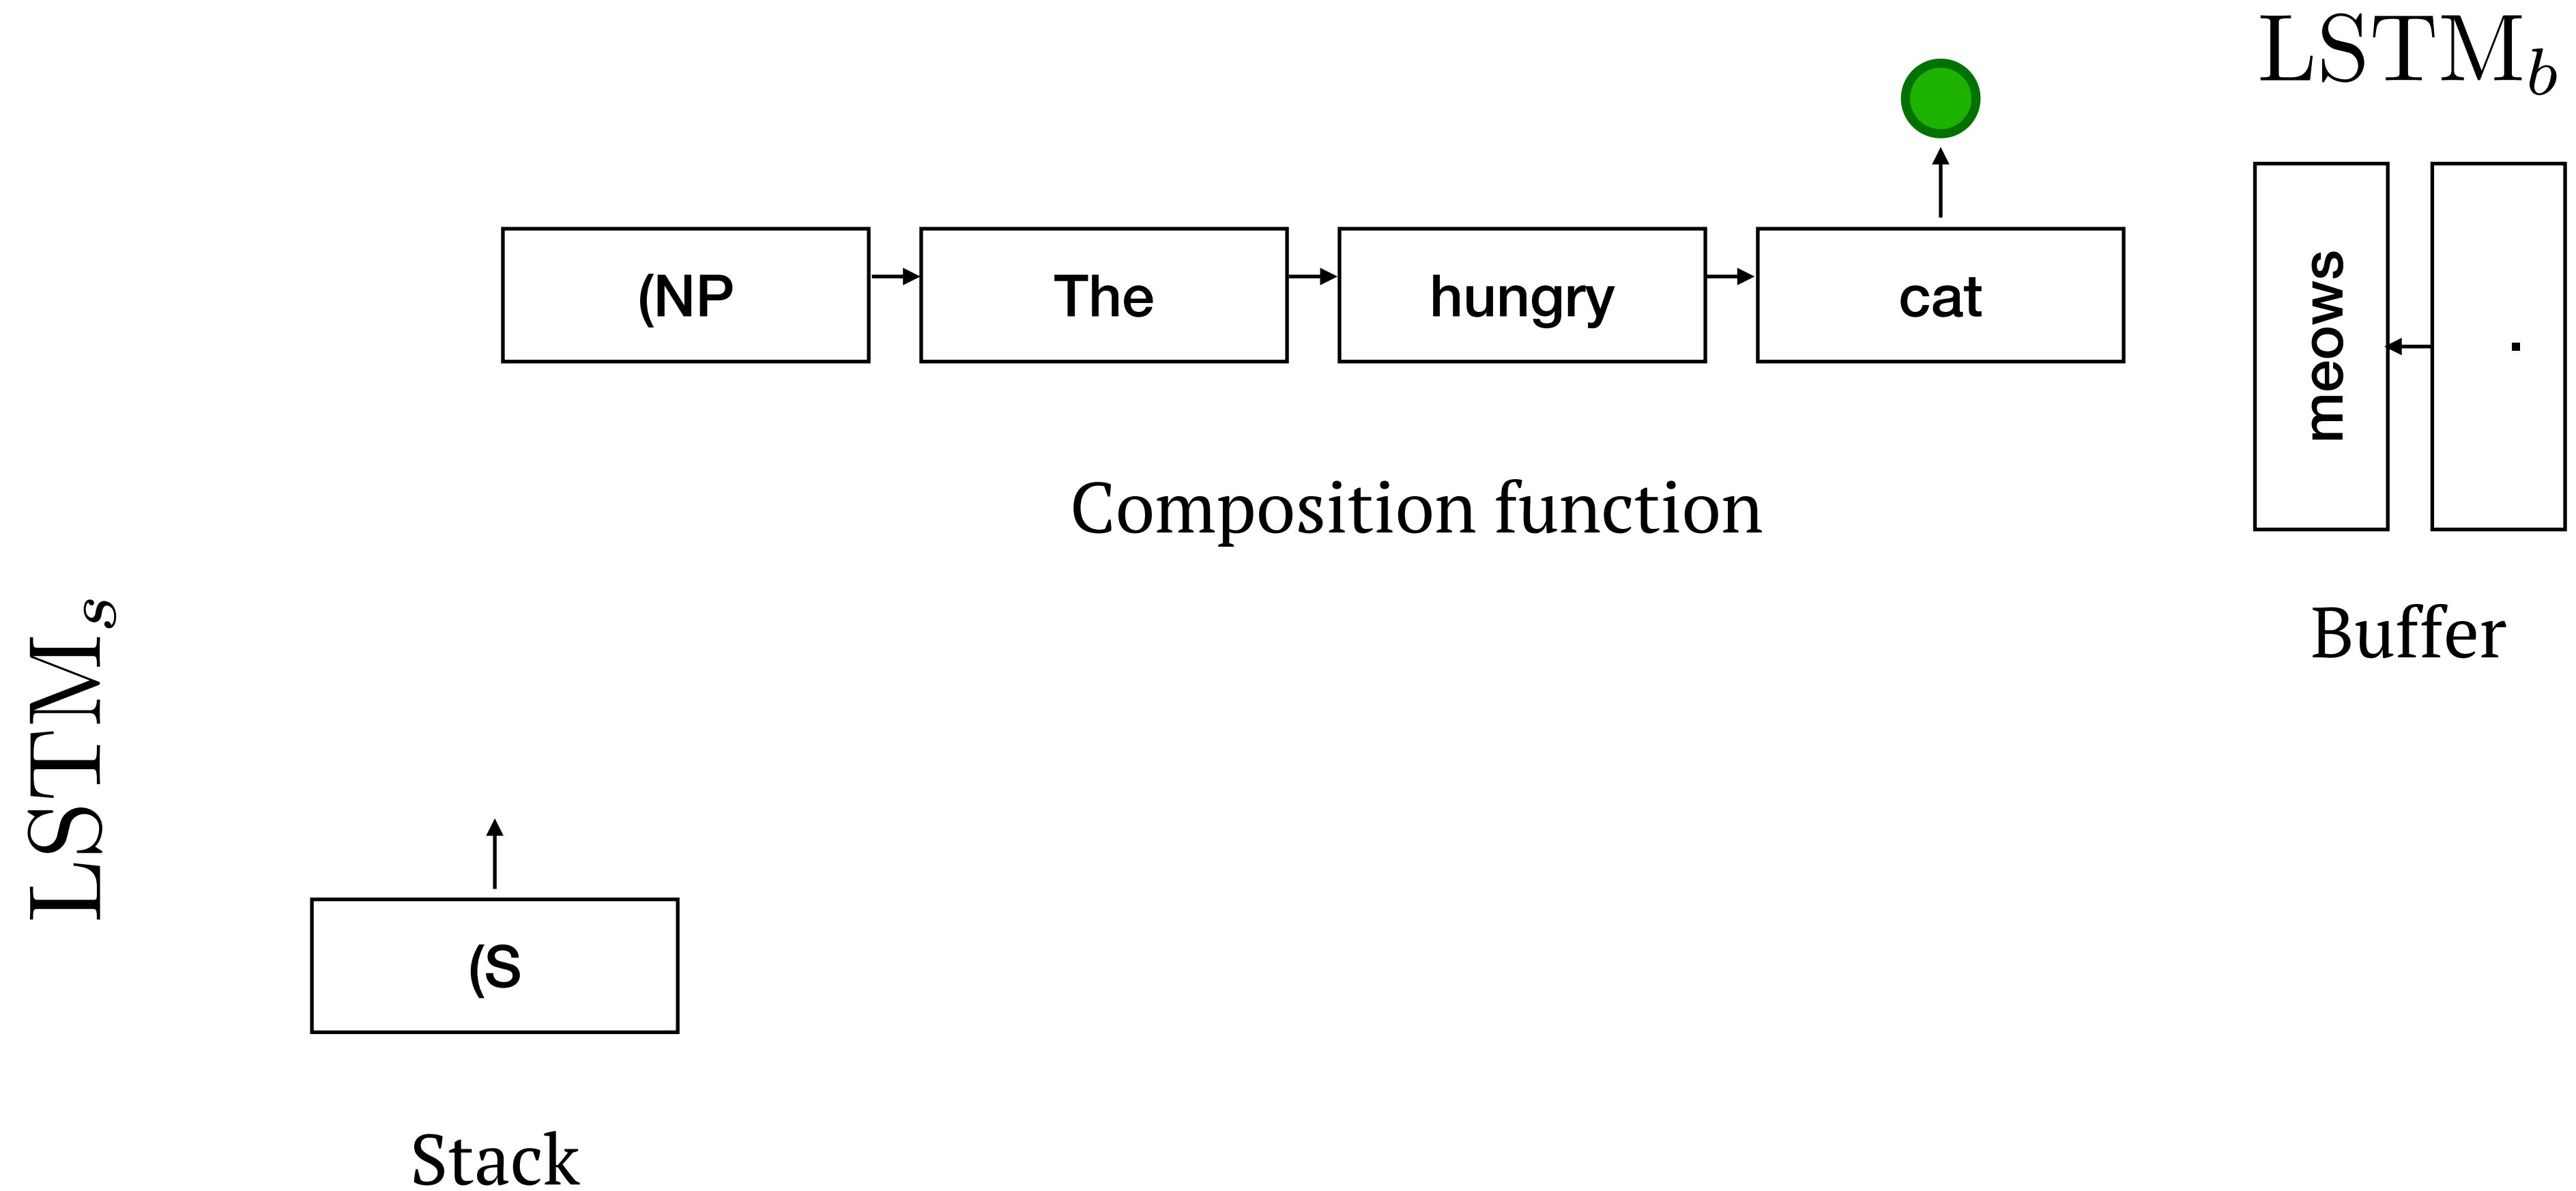 LSTM_b
(NP
The
hungry
cat
meows
.
Composition function
Buffer
LSTM_s
(S
Stack